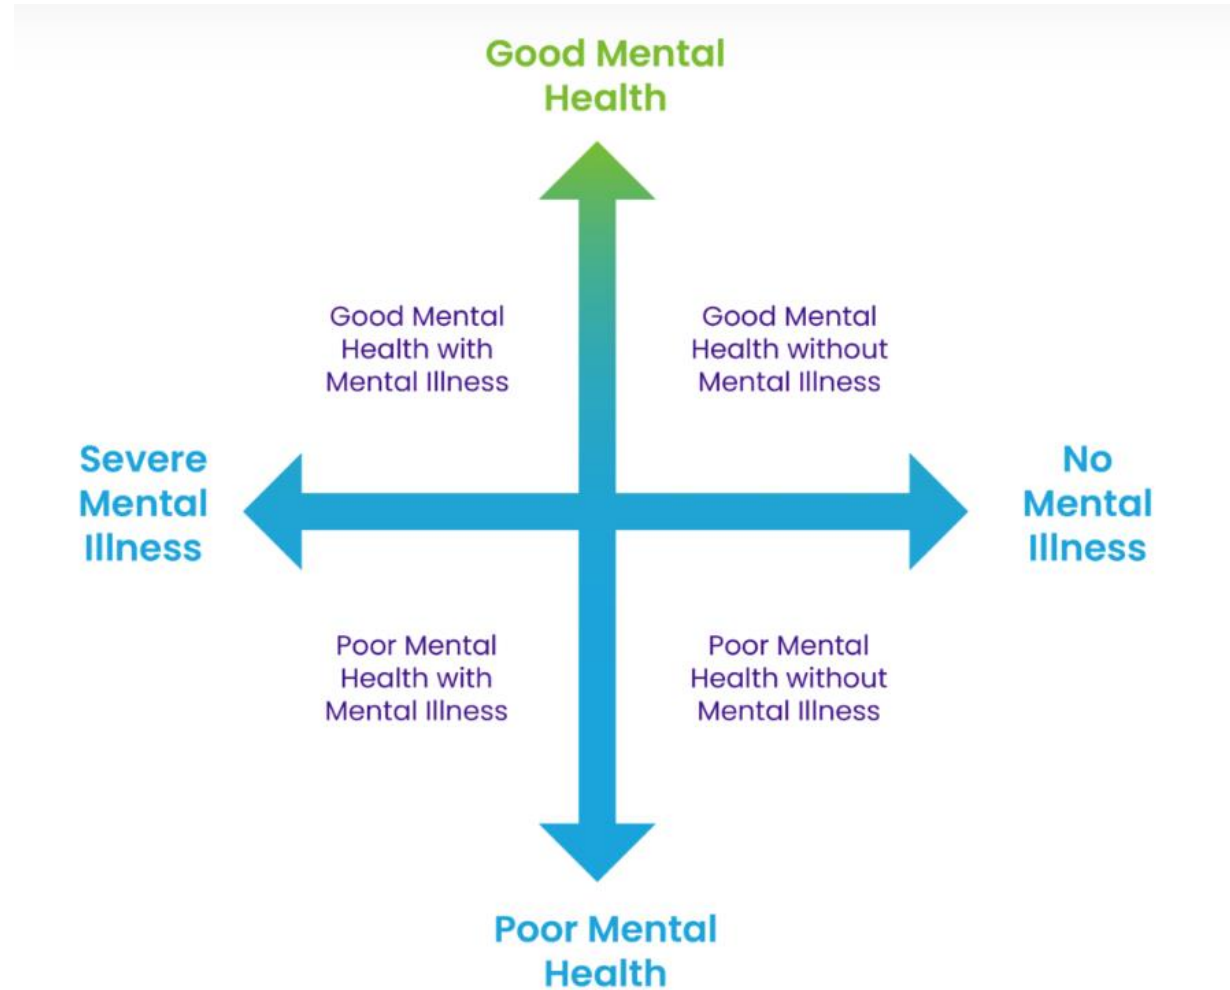 Good Mental
Health
Good Mental
Health with
Mental Illness
Good Mental
Health without
Mental Illness
Severe
Mental
Illness
No
Mental
Illness
Poor Mental
Health with
Mental Illness
Poor Mental
Health without
Mental Illness
Poor Mental
Health